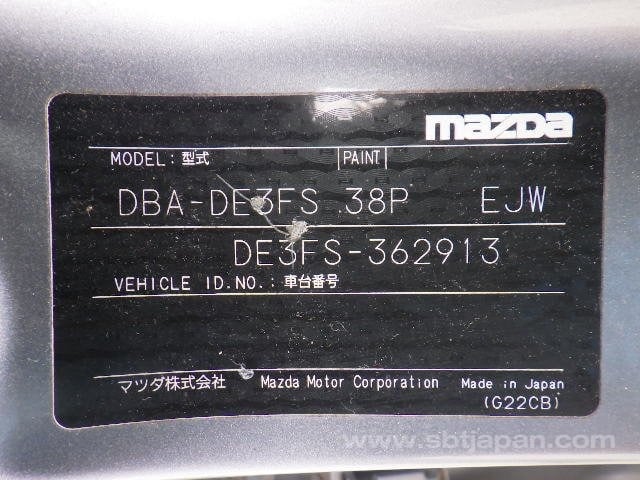 mazda
MODEL: 型式 PAINT
DBA-DE3FS 38P EJW
DE3FS-362913
VEHICLE ID.NO.: 車台番号
マツダ株式会社 Mazda Motor Corporation Made in Japan
(G22CB)
www.sbtjapan.com